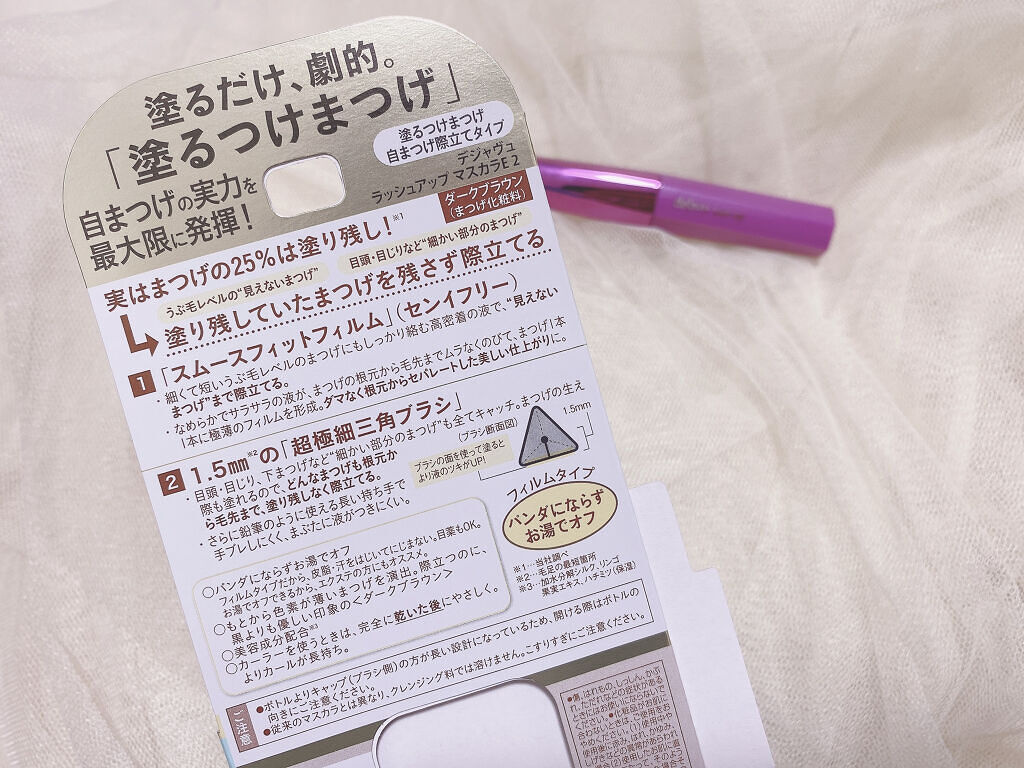 塗るだけ、劇的。
「塗るつけまつげ」
自まつげの実力を
最大限に発揮!
塗るつけまつげ
自まつげ際立てタイプ
デジャヴュ
ラッシュアップ マスカラE 2
ダークブラウン
(まつげ化粧料)
実はまつげの25%は塗り残し!※1
うぶ毛レベルの“見えないまつげ”
目頭・目じりなど“細かい部分のまつげ”
塗り残していたまつげを残さず際立てる
1 「スムースフィットフィルム」(センイフリー)
・細くて短いうぶ毛レベルのまつげにもしっかり絡む高密着の液で、“見えない
まつげ”まで際立てる。
・なめらかでサラサラの液が、まつげの根元から毛先までムラなくのびて、まつげ1本
1本に極薄のフィルムを形成。ダマなく根元からセパレートした美しい仕上がりに。
2 1.5mm※2の「超極細三角ブラシ」
・目頭・目じり、下まつげなど“細かい部分のまつげ”も全てキャッチ。まつげの生え
際も塗れるので、どんなまつげも根元か
ら毛先まで、塗り残しなく際立てる。
・さらに鉛筆のように使える長い持ち手で
手ブレしにくく、まぶたに液がつきにくい。
(ブラシ断面図)
1.5mm
ブラシの面を使って塗ると
より液のツキがUP!
フィルムタイプ
パンダにならず
お湯でオフ
○パンダにならずお湯でオフ
フィルムタイプだから、皮脂・汗をはじいてにじまない。目薬もOK。
お湯でオフできるから、エクステの方にもオススメ。
○もとから色素が薄いまつげを演出。際立つのに、
黒よりも優しい印象の<ダークブラウン>
○美容成分配合※3
○カーラーを使うときは、完全に乾いた後にやさしく。
よりカールが長持ち。
※1…当社調べ
※2…毛足の最短箇所
※3…加水分解シルク、リンゴ
果実エキス、ハチミツ(保湿)
ご注意
●ボトルよりキャップ(ブラシ側)の方が長い設計になっているため、開ける際はボトルの
向きにご注意ください。
●従来のマスカラとは異なり、クレンジング料では溶けません。こすりすぎにご注意ください。